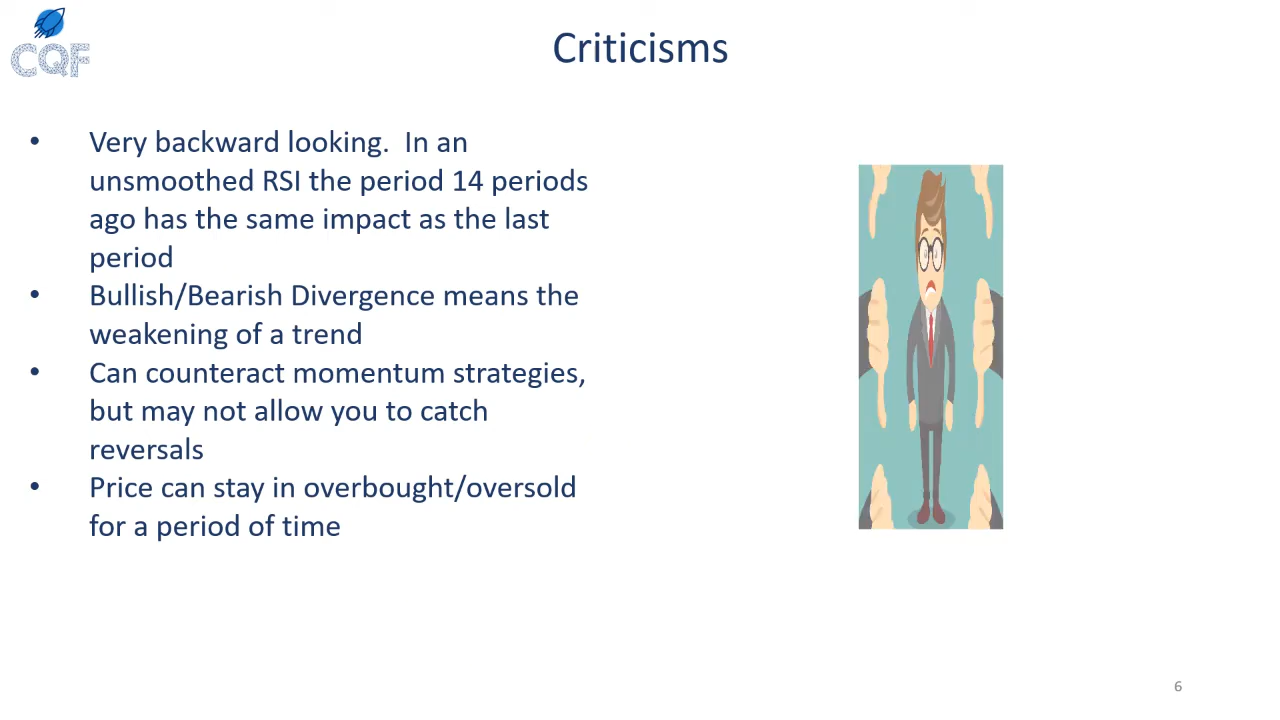 CQF
Criticisms
• Very backward looking.  In an
unsmoothed RSI the period 14 periods
ago has the same impact as the last
period
• Bullish/Bearish Divergence means the
weakening of a trend
• Can counteract momentum strategies,
but may not allow you to catch
reversals
• Price can stay in overbought/oversold
for a period of time
6